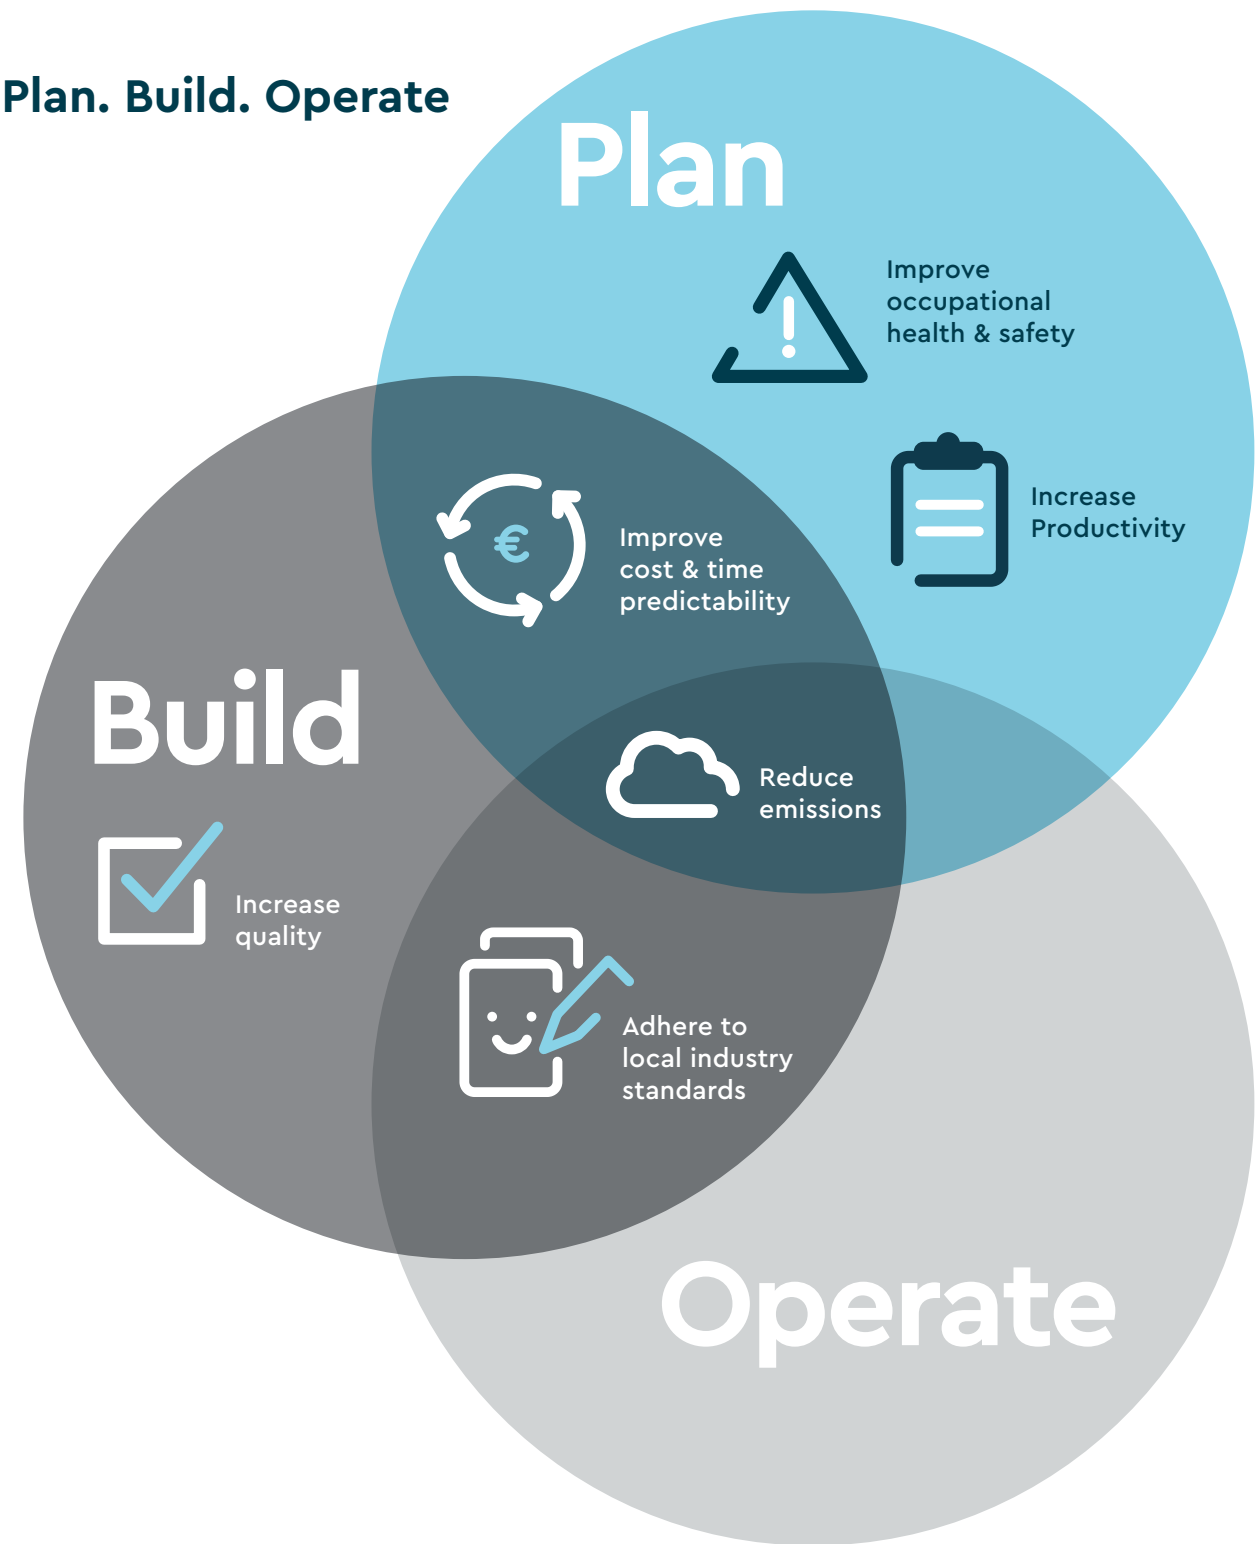 Plan. Build. Operate
Plan
Improve
occupational
health & safety
Increase
Productivity
€
Improve
cost & time
predictability
Build
Reduce
emissions
Increase
quality
Adhere to
local industry
standards
Operate